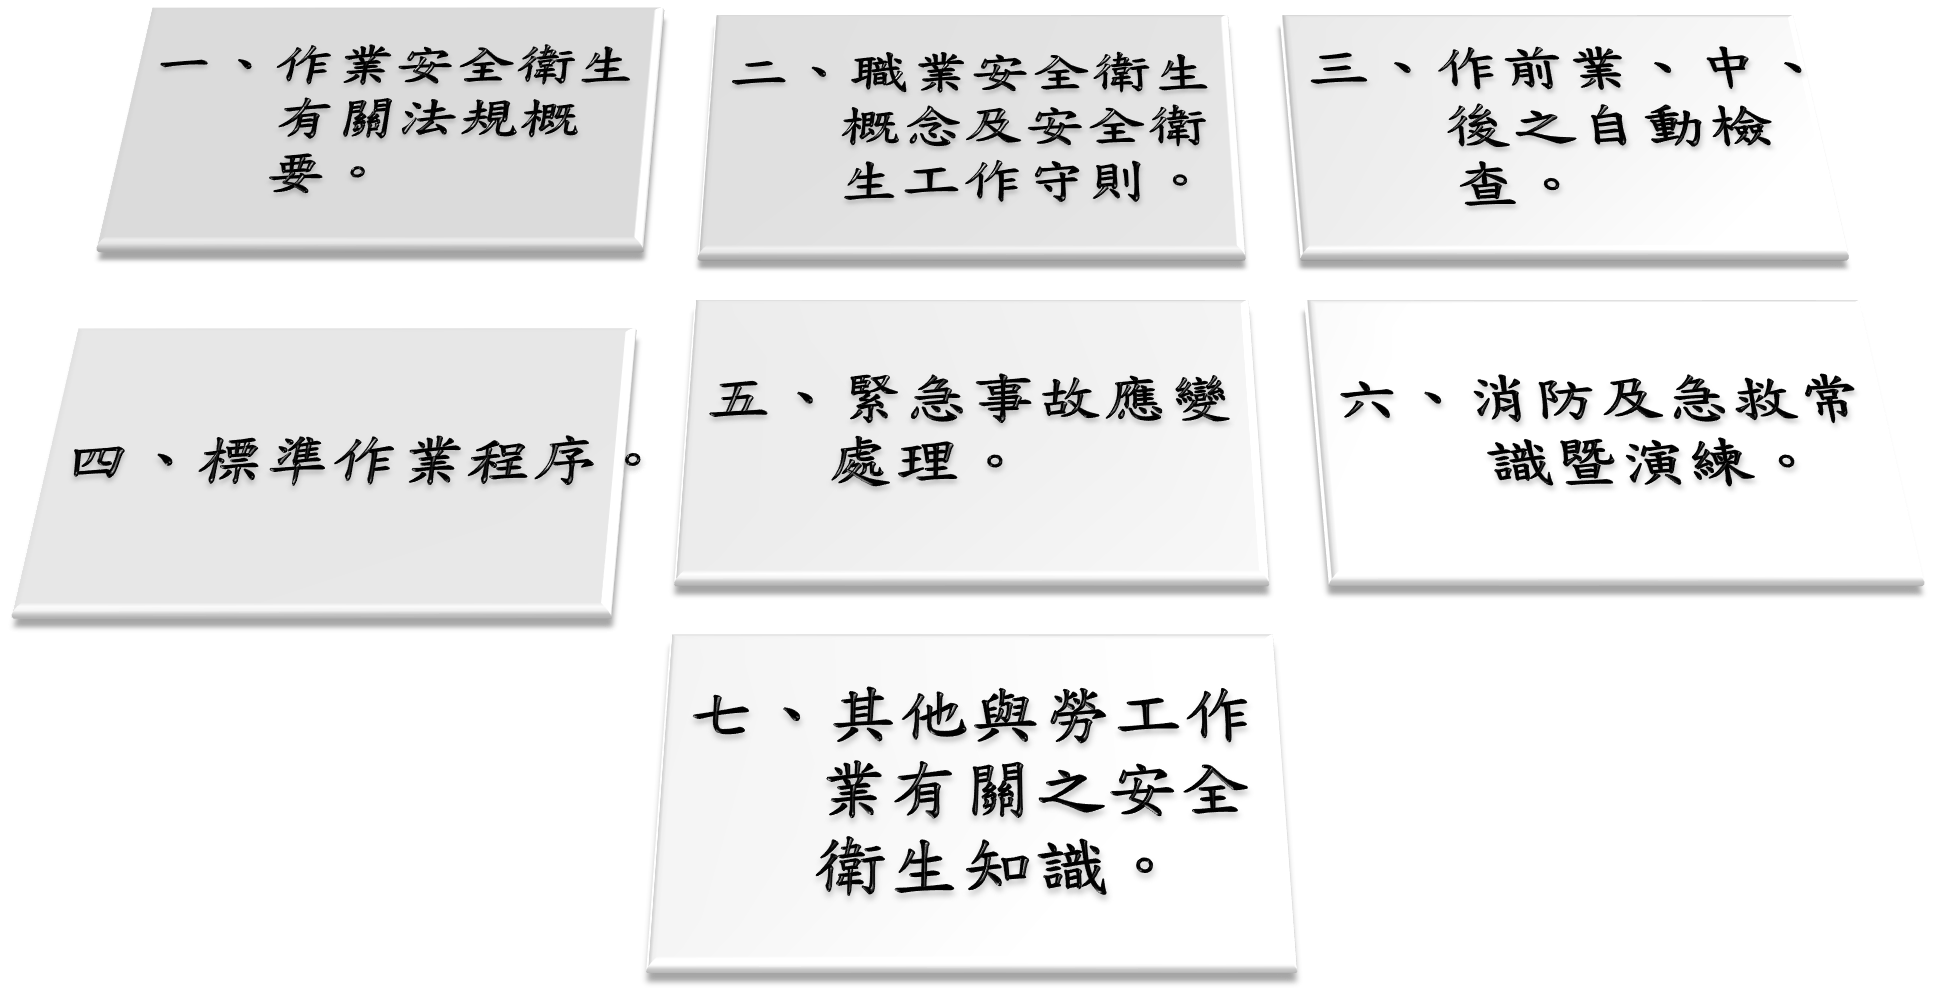 一、作業安全衛生
有關法規概
要。
二、職業安全衛生
概念及安全衛
生工作守則。
三、作前業、中、
後之自動檢
查。
四、標準作業程序。
五、緊急事故應變
處理。
六、消防及急救常
識暨演練。
七、其他與勞工作
業有關之安全
衛生知識。